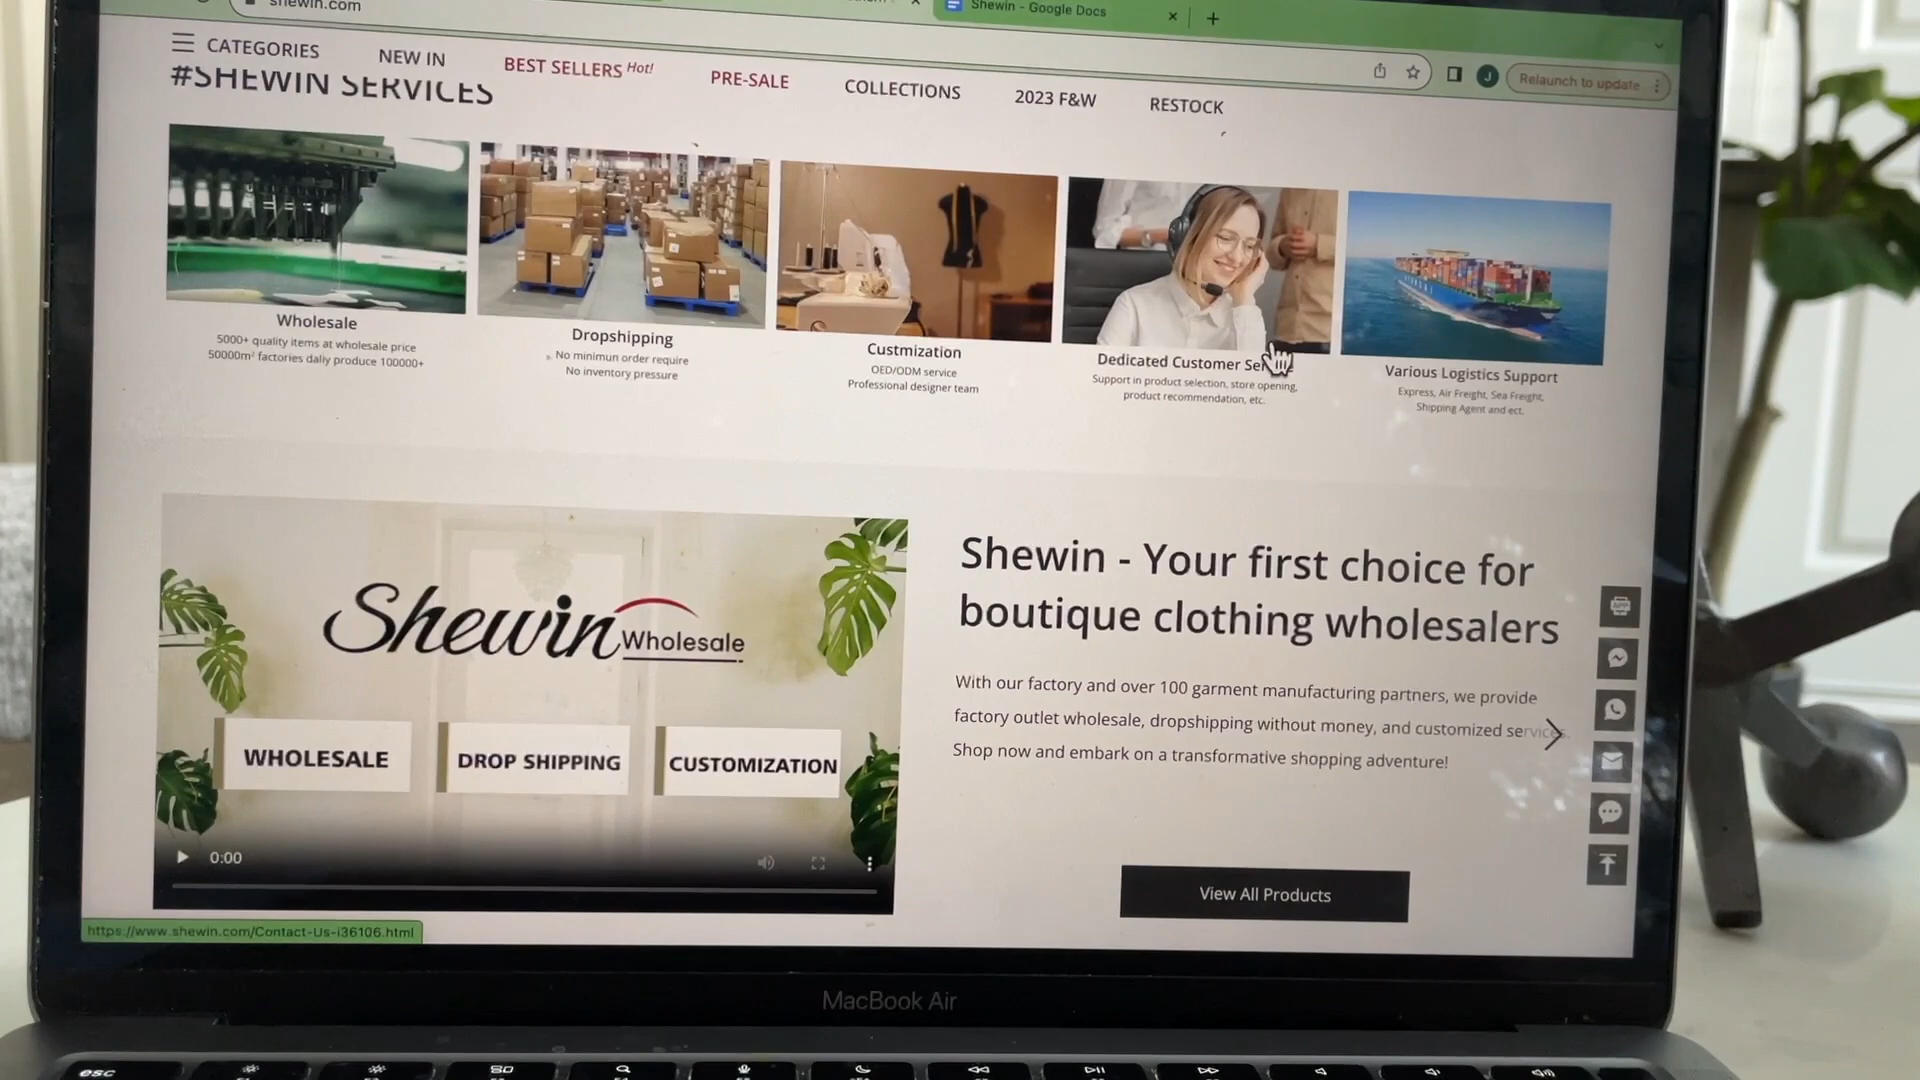 shewin.com
Shewin - Google Docs
Relaunch to update
J
CATEGORIES
NEW IN
BEST SELLERS Hot!
PRE-SALE
COLLECTIONS
2023 F&W
RESTOCK
#SHEWIN SERVICES
Wholesale
5000+ quality items at wholesale price
50000m² factories daily produce 100000+
Dropshipping
No minimun order require
No inventory pressure
Custmization
OED/ODM service
Professional designer team
Dedicated Customer Se
Support in product selection, store opening,
product recommendation, etc.
Various Logistics Support
Express, Air Freight, Sea Freight,
Shipping Agent and ect.
Shewin Wholesale
WHOLESALE
DROP SHIPPING
CUSTOMIZATION
0:00
Shewin - Your first choice for
boutique clothing wholesalers
With our factory and over 100 garment manufacturing partners, we provide
factory outlet wholesale, dropshipping without money, and customized services.
Shop now and embark on a transformative shopping adventure!
View All Products
APP
https://www.shewin.com/Contact-Us-i36106.html
MacBook Air
esc